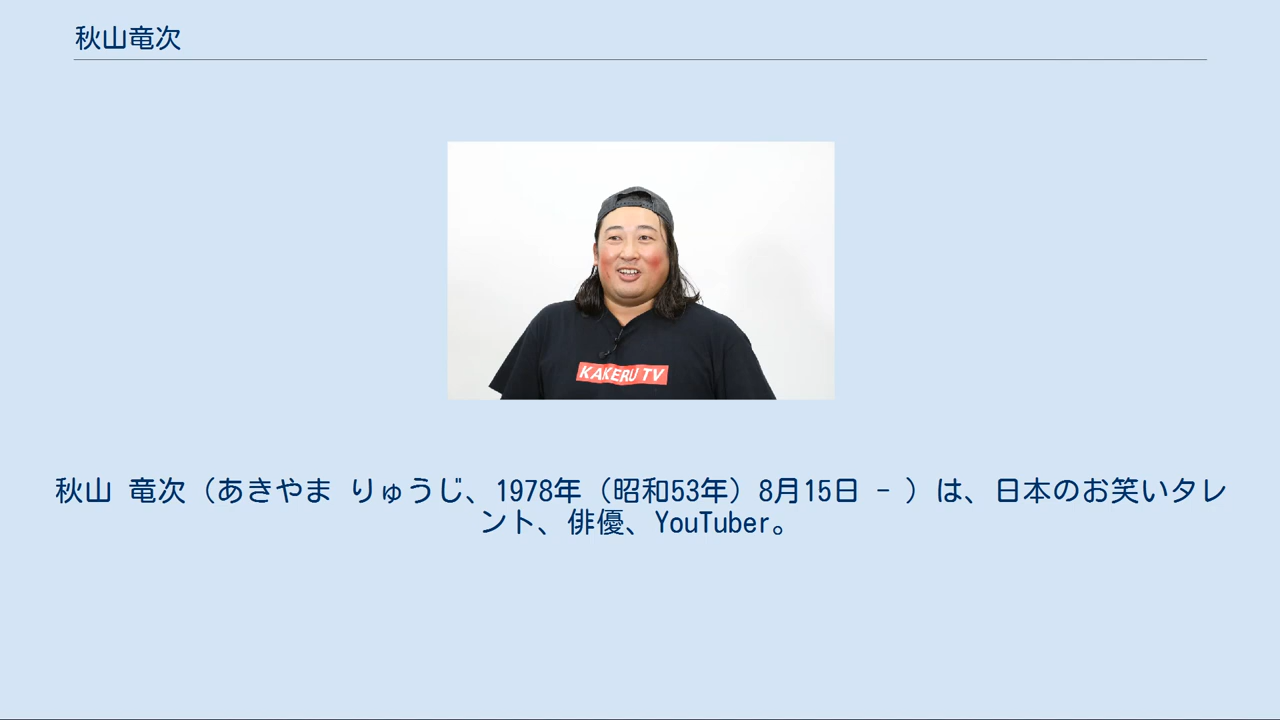 秋山竜次
KAKERU TV
秋山 竜次（あきやま りゅうじ、1978年（昭和53年）8月15日 - ）は、日本のお笑いタレ
ント、俳優、YouTuber。